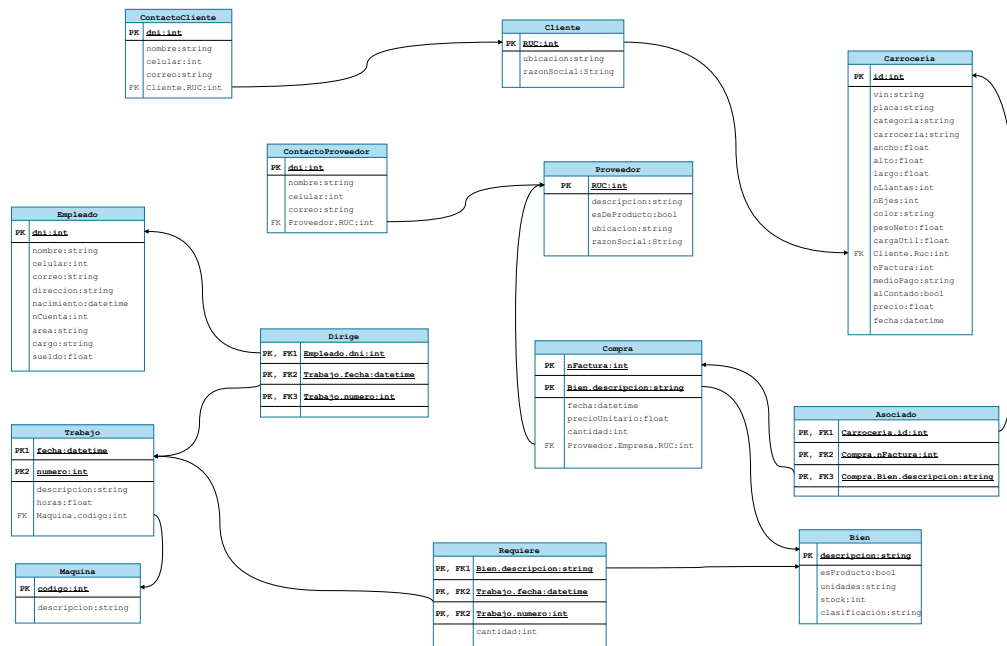 ContactoCliente
PK dni:int
nombre:string
celular:int
correo:string
FK Cliente.RUC:int
Cliente
PK RUC:int
ubicacion:string
razonSocial:String
Carroceria
PK id:int
vin:string
placa:string
categoria:string
carroceria:string
ancho:float
alto:float
largo:float
nLlantas:int
nEjes:int
color:string
pesoNeto:float
cargaUtil:float
FK Cliente.Ruc:int
nFactura:int
medioPago:string
alContado:bool
precio:float
fecha:datetime
ContactoProveedor
PK dni:int
nombre:string
celular:int
correo:string
FK Proveedor.RUC:int
Proveedor
PK RUC:int
descripcion:string
esDeProducto:bool
ubicacion:string
razonSocial:String
Empleado
PK dni:int
nombre:string
celular:int
correo:string
direccion:string
nacimiento:datetime
nCuenta:int
area:string
cargo:string
sueldo:float
Dirige
PK, FK1 Empleado.dni:int
PK, FK2 Trabajo.fecha:datetime
PK, FK3 Trabajo.numero:int
Compra
PK nFactura:int
PK Bien.descripcion:string
fecha:datetime
precioUnitario:float
cantidad:int
FK Proveedor.Empresa.RUC:int
Asociado
PK, FK1 Carroceria.id:int
PK, FK2 Compra.nFactura:int
PK, FK3 Compra.Bien.descripcion:string
Trabajo
PK1 fecha:datetime
PK2 numero:int
descripcion:string
horas:float
FK Maquina.codigo:int
Maquina
PK codigo:int
descripcion:string
Requiere
PK, FK1 Bien.descripcion:string
PK, FK2 Trabajo.fecha:datetime
PK, FK2 Trabajo.numero:int
cantidad:int
Bien
PK descripcion:string
esProducto:bool
unidades:string
stock:int
clasificacion:string